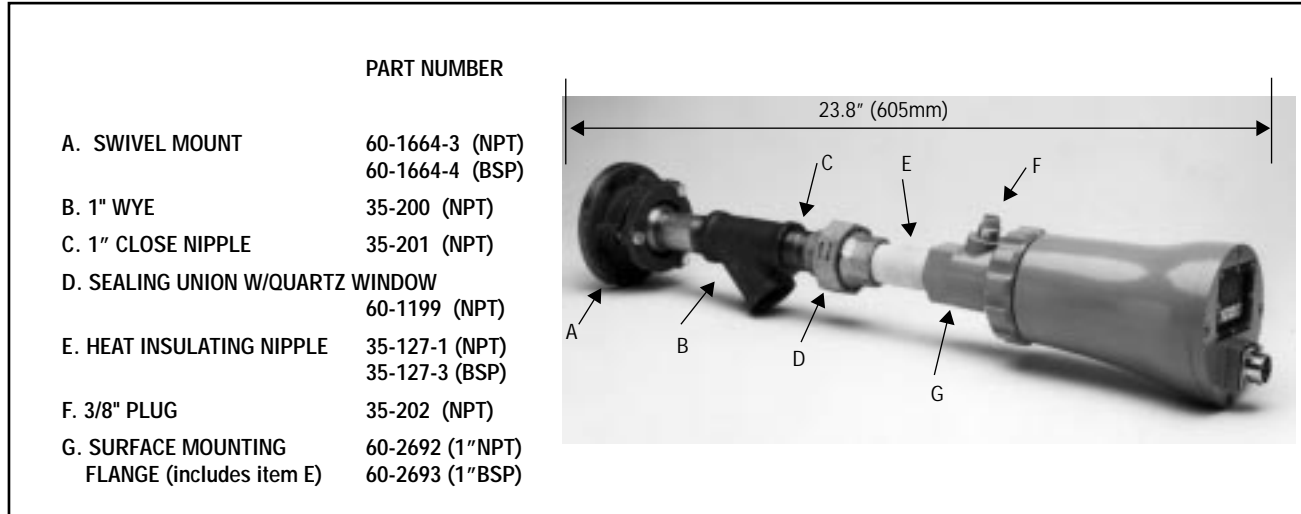 PART NUMBER
A. SWIVEL MOUNT 60-1664-3 (NPT)
60-1664-4 (BSP)
B. 1" WYE 35-200 (NPT)
C. 1” CLOSE NIPPLE 35-201 (NPT)
D. SEALING UNION W/QUARTZ WINDOW
60-1199 (NPT)
E. HEAT INSULATING NIPPLE 35-127-1 (NPT)
35-127-3 (BSP)
F. 3/8" PLUG 35-202 (NPT)
G. SURFACE MOUNTING 60-2692 (1”NPT)
FLANGE (includes item E) 60-2693 (1”BSP)
23.8” (605mm)
C
E
F
A
B
D
G